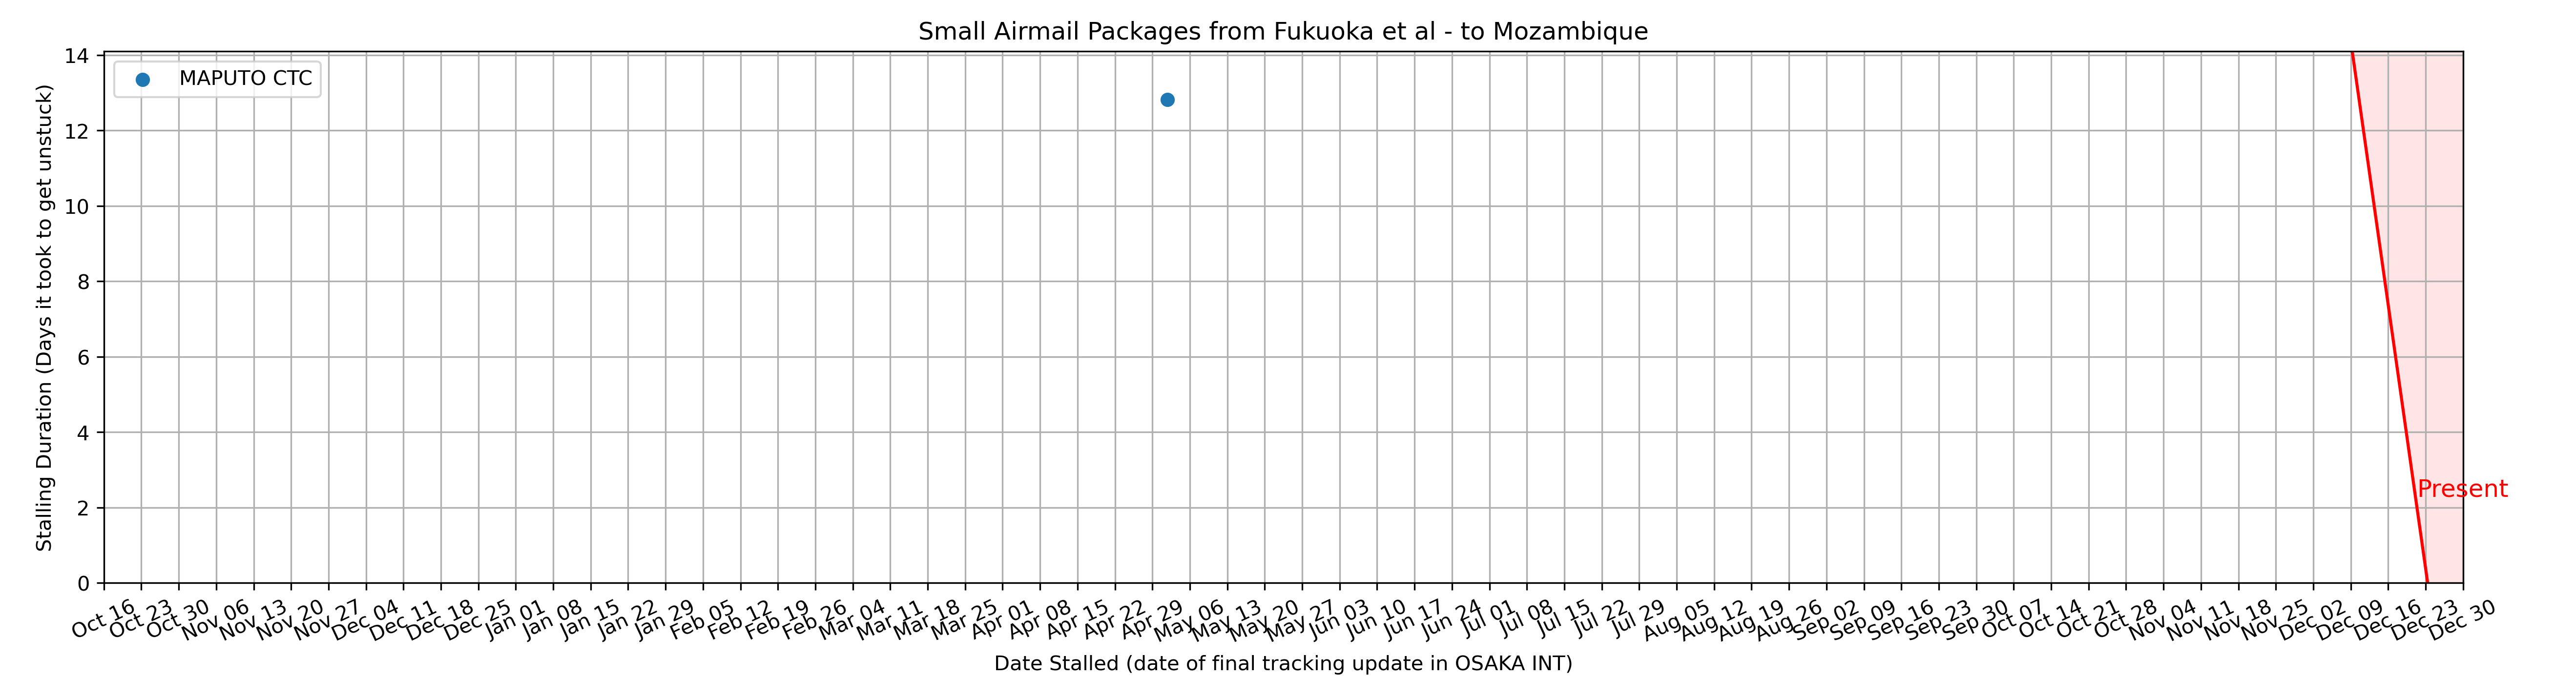 Small Airmail Packages from Fukuoka et al - to Mozambique
MAPUTO CTC
Stalling Duration (Days it took to get unstuck)
14
12
10
8
6
4
2
0
Present
Oct 16
Oct 23
Oct 30
Nov 06
Nov 13
Nov 20
Nov 27
Dec 04
Dec 11
Dec 18
Dec 25
Jan 01
Jan 08
Jan 15
Jan 22
Jan 29
Feb 05
Feb 12
Feb 19
Feb 26
Mar 04
Mar 11
Mar 18
Mar 25
Apr 01
Apr 08
Apr 15
Apr 22
Apr 29
May 06
May 13
May 20
May 27
Jun 03
Jun 10
Jun 17
Jun 24
Jul 01
Jul 08
Jul 15
Jul 22
Jul 29
Aug 05
Aug 12
Aug 19
Aug 26
Sep 02
Sep 09
Sep 16
Sep 23
Sep 30
Oct 07
Oct 14
Oct 21
Oct 28
Nov 04
Nov 11
Nov 18
Nov 25
Dec 02
Dec 09
Dec 16
Dec 23
Dec 30
Date Stalled (date of final tracking update in OSAKA INT)